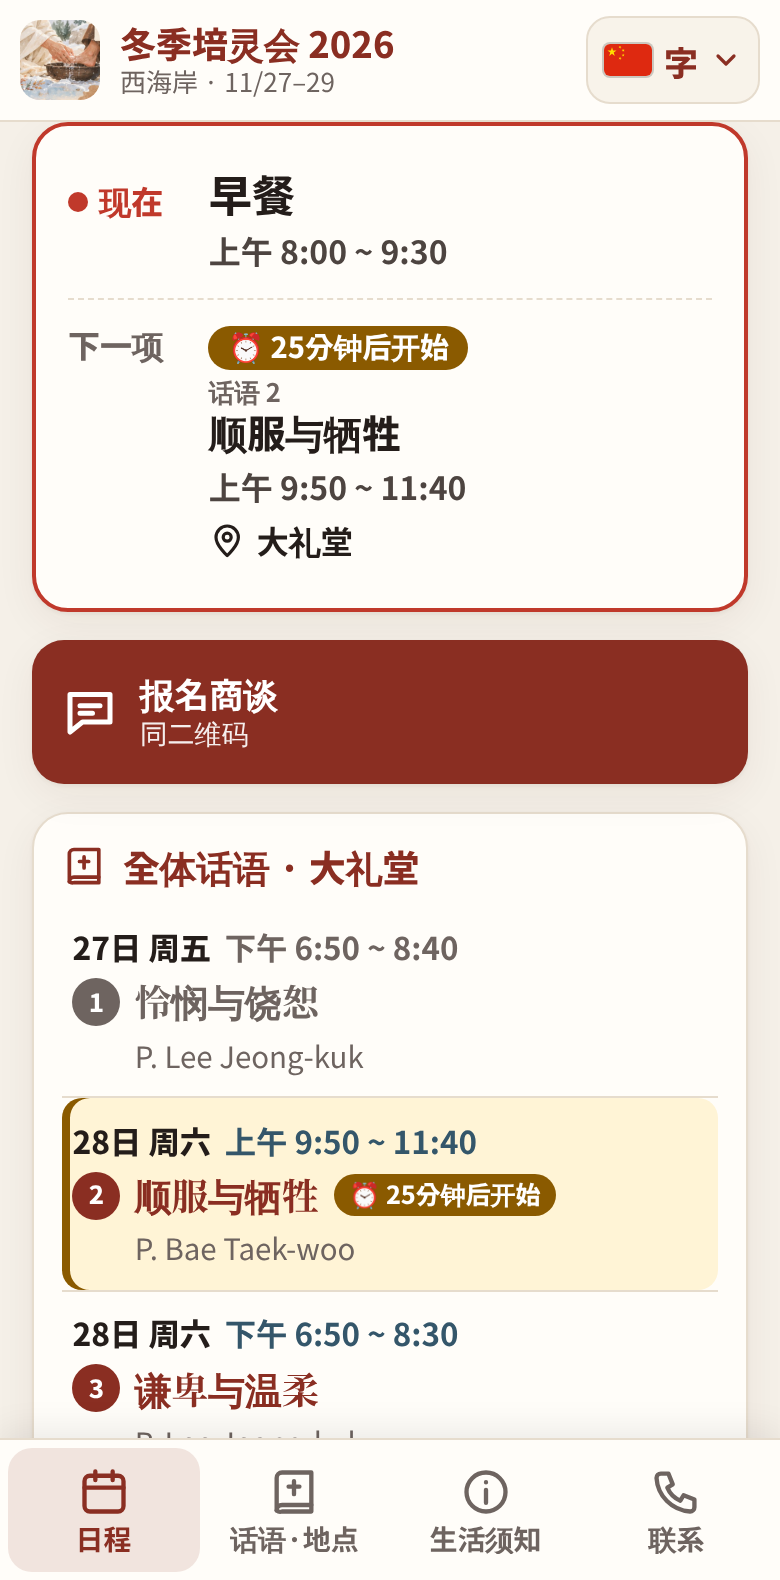 冬季培灵会 2026
西海岸 · 11/27–29
字
现在
早餐
上午 8:00 ~ 9:30
下一项
⏰ 25分钟后开始
话语 2
顺服与牺牲
上午 9:50 ~ 11:40
大礼堂
报名商谈
同二维码
全体话语 · 大礼堂
27日 周五 下午 6:50 ~ 8:40
1 怜悯与饶恕
P. Lee Jeong-kuk
28日 周六 上午 9:50 ~ 11:40
2 顺服与牺牲 ⏰ 25分钟后开始
P. Bae Taek-woo
28日 周六 下午 6:50 ~ 8:30
3 谦卑与温柔
日程
话语·地点
生活须知
联系